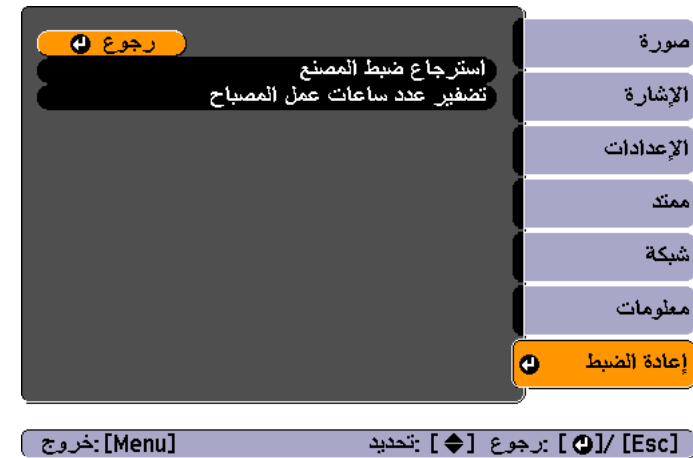 صورة
الإشارة
الإعدادات
ممتد
شبكة
معلومات
إعادة الضبط
رجوع
استرجاع ضبط المصنع
تضفير عدد ساعات عمل المصباح
[Esc] /[ ] :رجوع [ ] :تحديد [Menu] :خروج